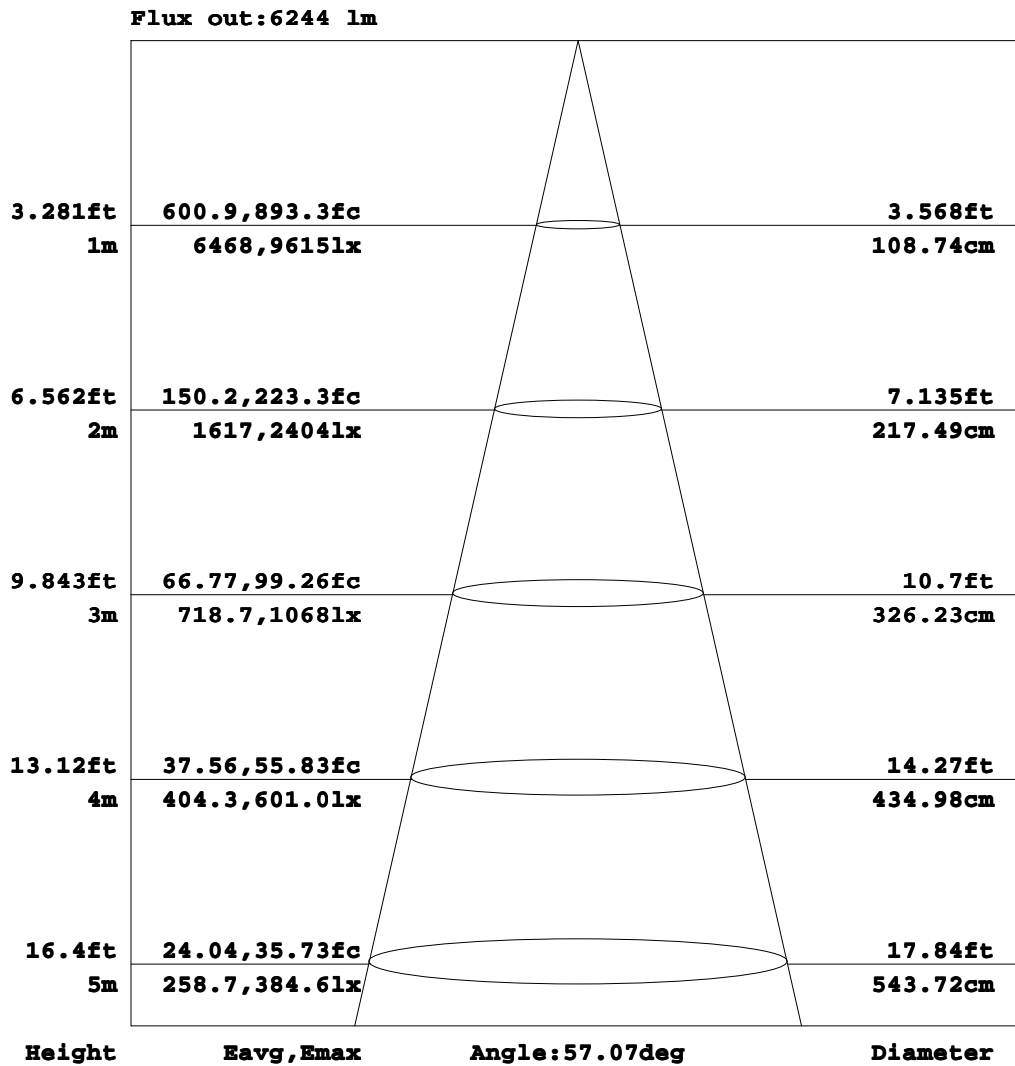 Flux out:6244 lm
3.281ft 600.9,893.3fc 3.568ft
1m 6468,9615lx 108.74cm
6.562ft 150.2,223.3fc 7.135ft
2m 1617,2404lx 217.49cm
9.843ft 66.77,99.26fc 10.7ft
3m 718.7,1068lx 326.23cm
13.12ft 37.56,55.83fc 14.27ft
4m 404.3,601.0lx 434.98cm
16.4ft 24.04,35.73fc 17.84ft
5m 258.7,384.6lx 543.72cm
Height Eavg,Emax Angle:57.07deg Diameter